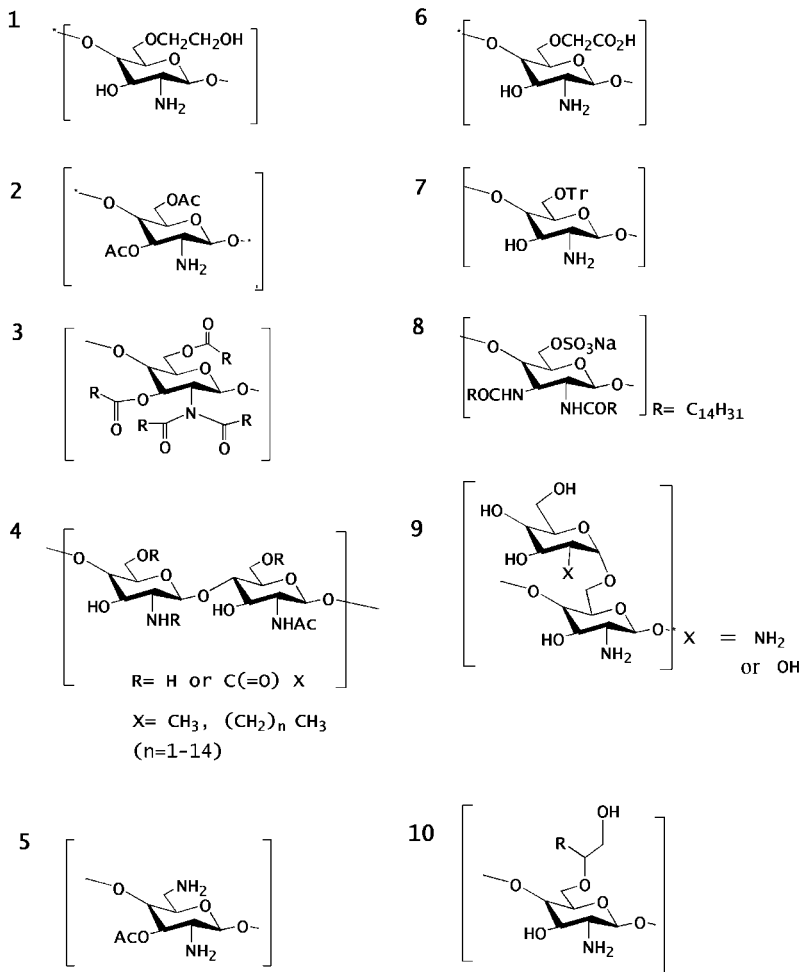 1
OCH2CH2OH
O
O
HO
NH2
O
6
OCH2CO2H
O
O
HO
NH2
O
2
OAc
O
O
AcO
NH2
O
7
OTr
O
O
HO
NH2
O
3
O
O
R
O
O
R
O
O
N
O
R
R
O
O
8
OSO3Na
O
O
ROCHN
NHCOR
O
R= C14H31
4
OR
OR
O
O
O
O
HO
NHR
HO
NHAc
O
R= H or C(=O) X
X= CH3, (CH2)n CH3
(n=1-14)
9
OH
HO
O
HO
X
O
O
O
HO
NH2
O
X = NH2
or OH
5
NH2
O
O
AcO
NH2
O
10
OH
R
O
O
O
HO
NH2
O